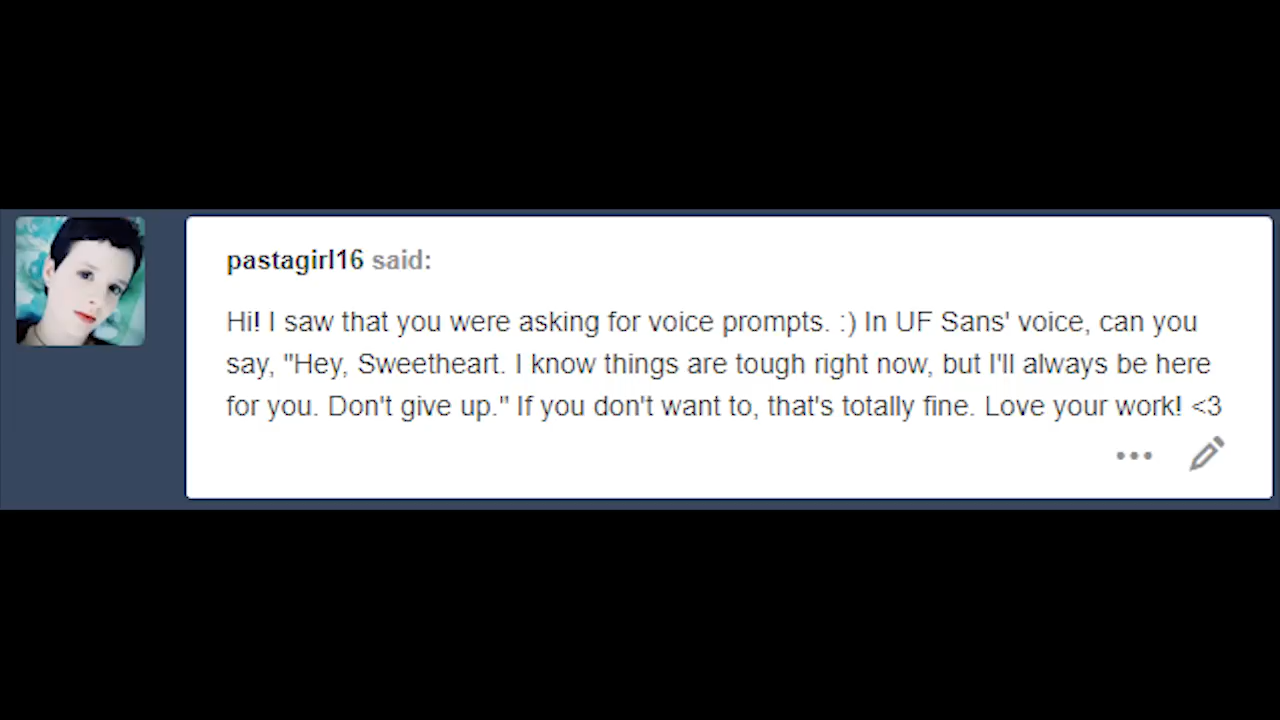 pastagirl16 said:
Hi! I saw that you were asking for voice prompts. :) In UF Sans' voice, can you
say, "Hey, Sweetheart. I know things are tough right now, but I'll always be here
for you. Don't give up." If you don't want to, that's totally fine. Love your work! <3